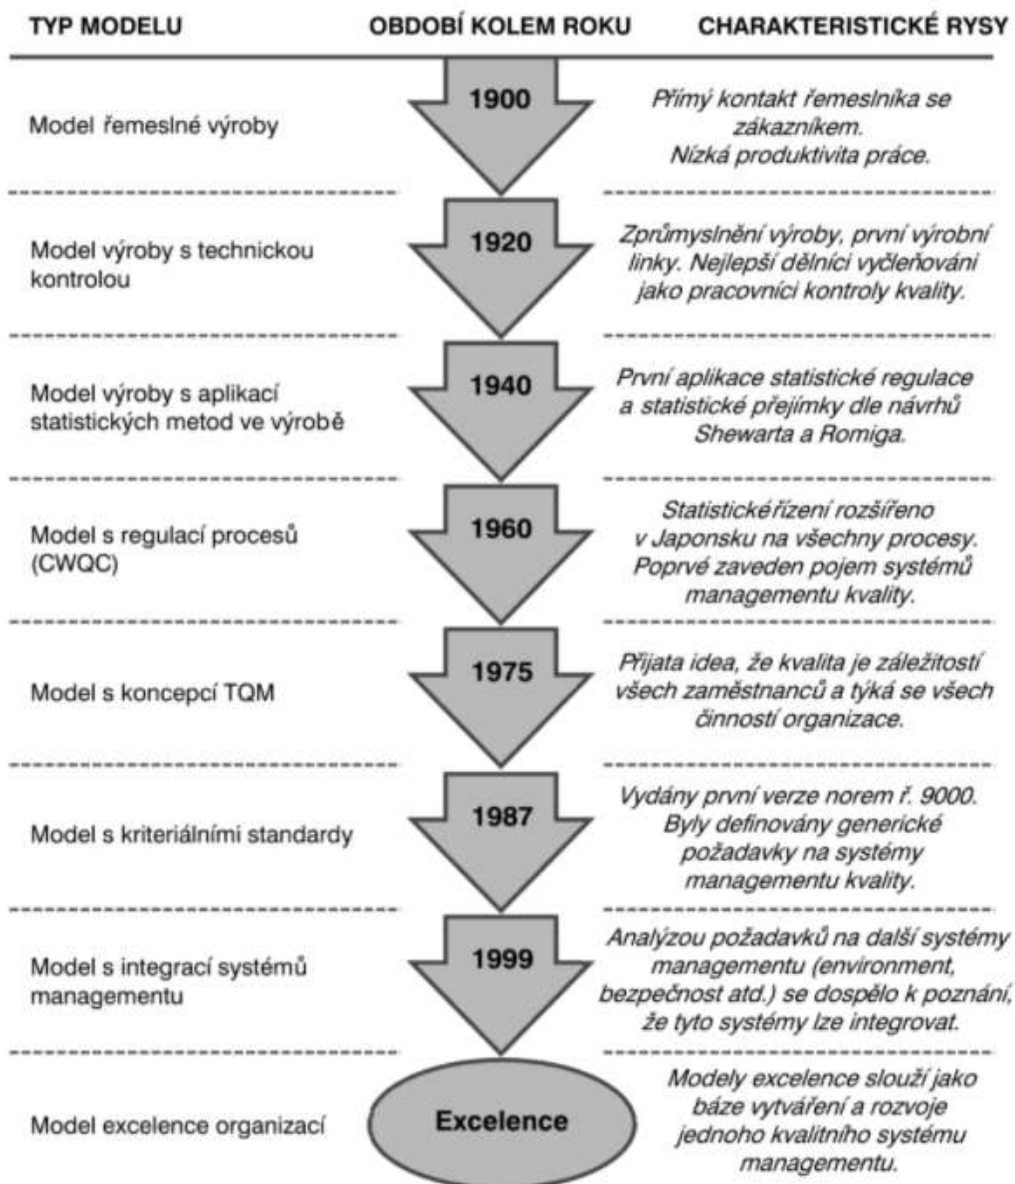 TYP MODELU
OBDOBÍ KOLEM ROKU
CHARAKTERISTICKÉ RYSY
Model řemeslné výroby
1900
Přímý kontakt řemeslníka se
zákazníkem.
Nízká produktivita práce.
Model výroby s technickou
kontrolou
1920
Zprůmyslnění výroby, první výrobní
linky. Nejlepší dělníci vyčleňováni
jako pracovníci kontroly kvality.
Model výroby s aplikací
statistických metod ve výrobě
1940
První aplikace statistické regulace
a statistické přejímky dle návrhů
Shewarta a Romiga.
Model s regulací procesů
(CWQC)
1960
Statistickéřízení rozšířeno
v Japonsku na všechny procesy.
Poprvé zaveden pojem systémů
managementu kvality.
Model s koncepcí TQM
1975
Přijata idea, že kvalita je záležitostí
všech zaměstnanců a týká se všech
činností organizace.
Model s kriteriálními standardy
1987
Vydány první verze norem ř. 9000.
Byly definovány generické
požadavky na systémy
managementu kvality.
Model s integrací systémů
managementu
1999
Analýzou požadavků na další systémy
management (environment,
bezpečnost atd.) se dospělo k poznání,
že tyto systémy lze integrovat.
Model excelence organizací
Excelence
Modely excelence slouží jako
báze vytváření a rozvoje
jednoho kvalitního systému
managementu.